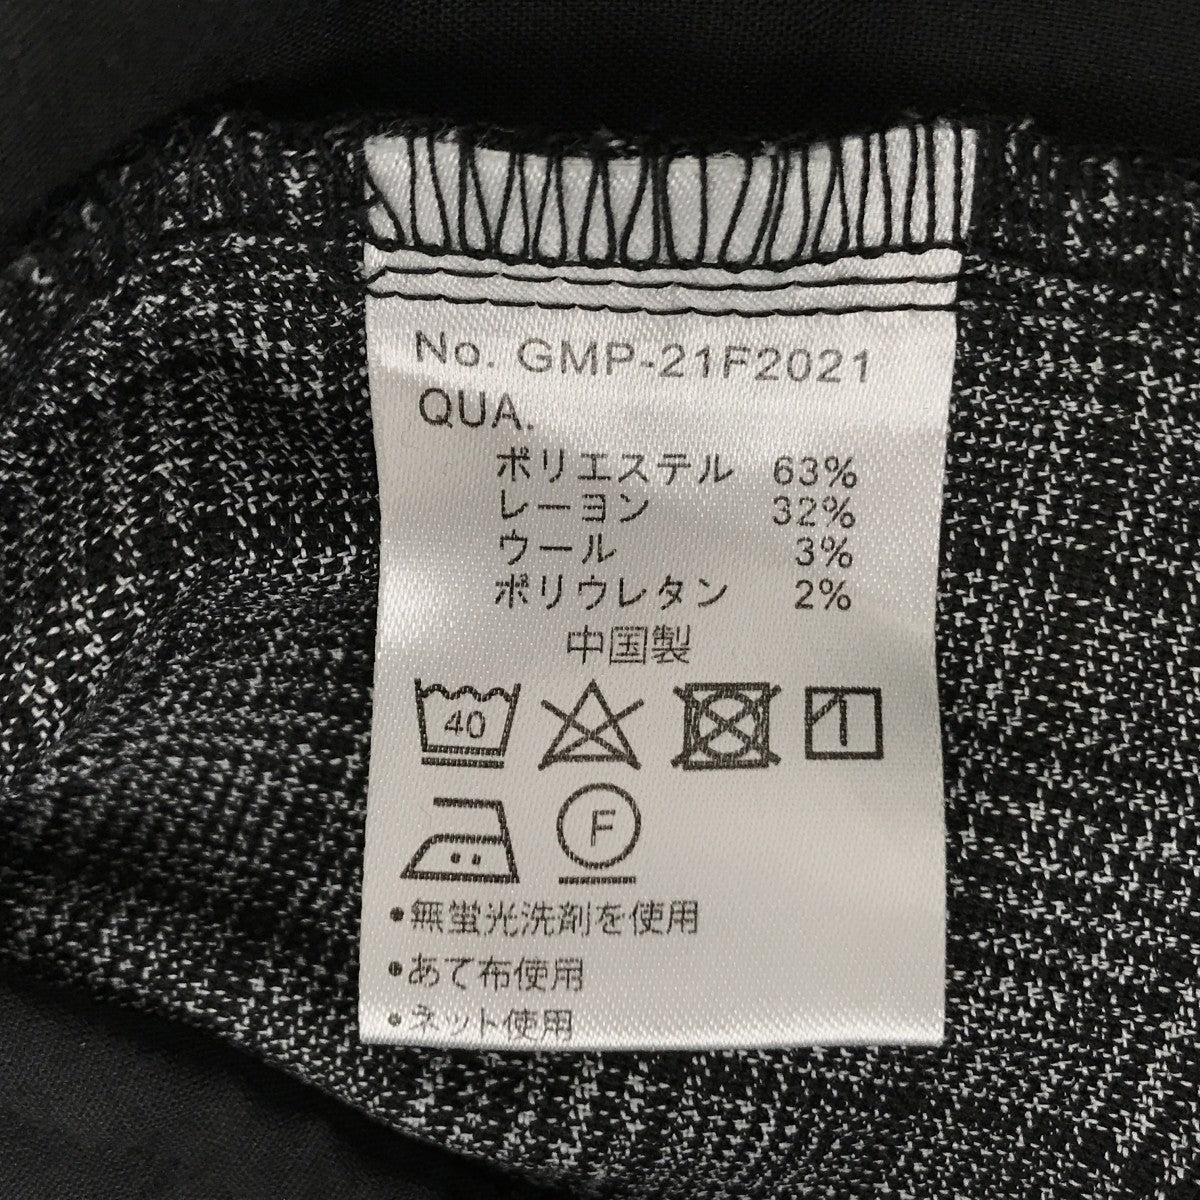 No. GMP-21F2021
QUA.
ポリエステル 63%
レーヨン 32%
ウール 3%
ポリウレタン 2%
中国製
40
F
•無蛍光洗剤を使用
•あて布使用
•ネット使用